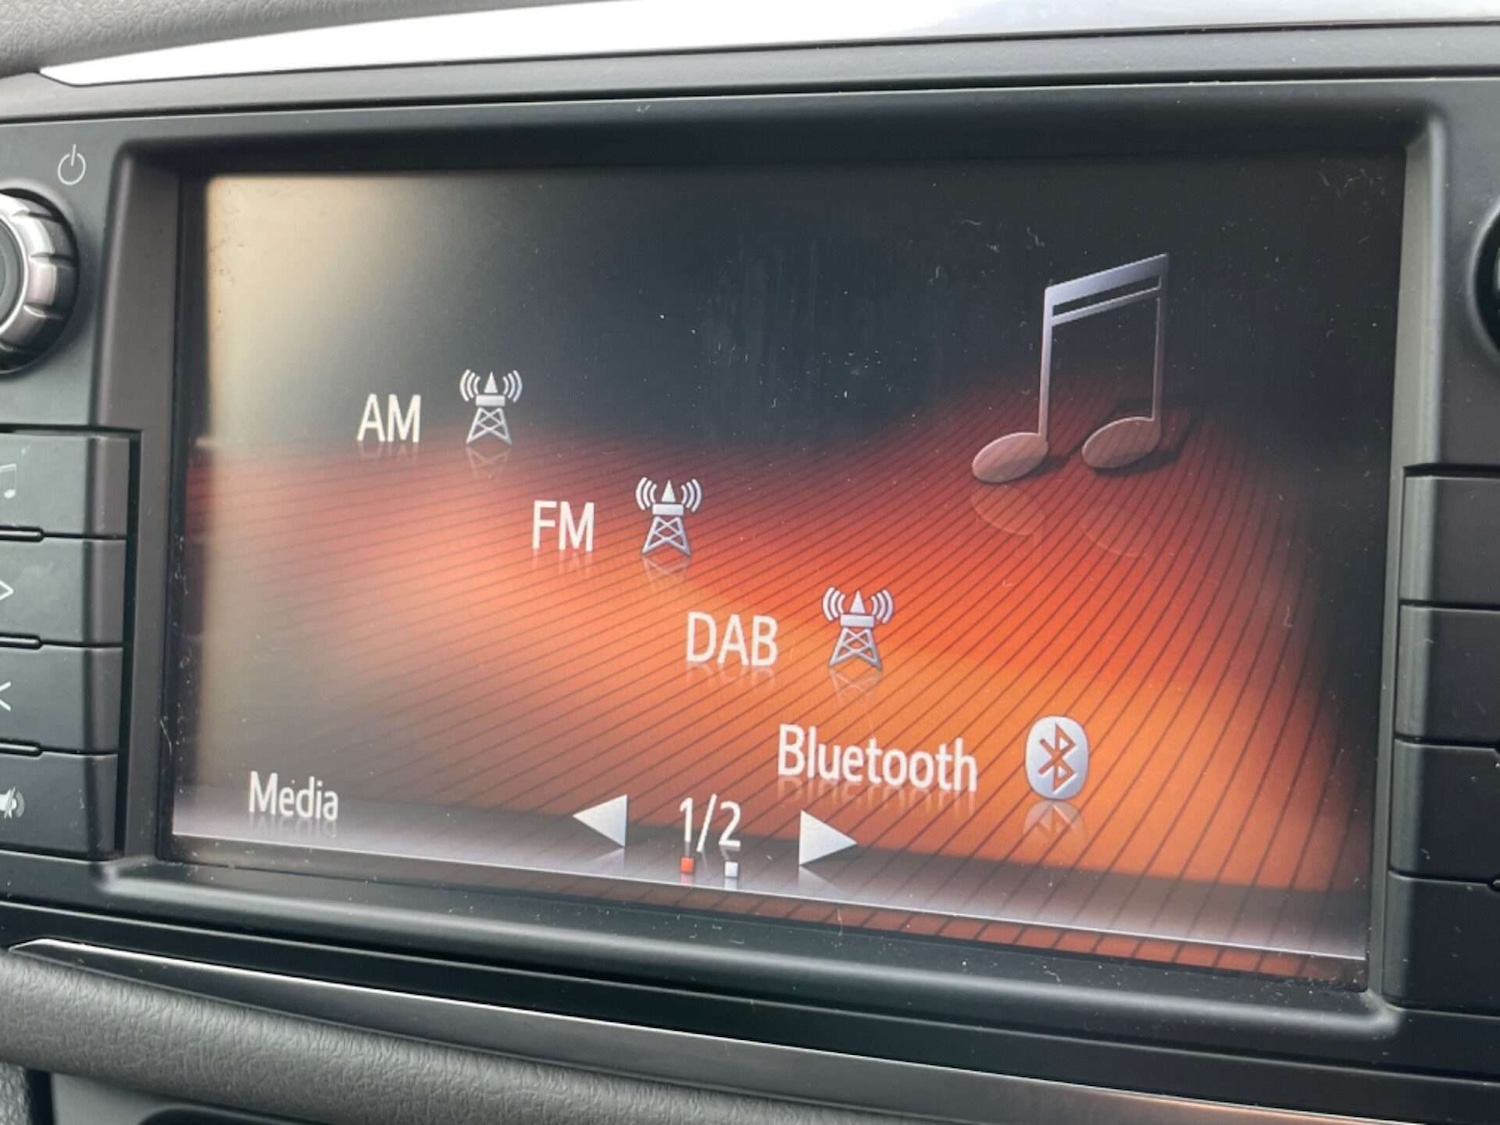 AM
FM
DAB
Bluetooth
Media
1/2